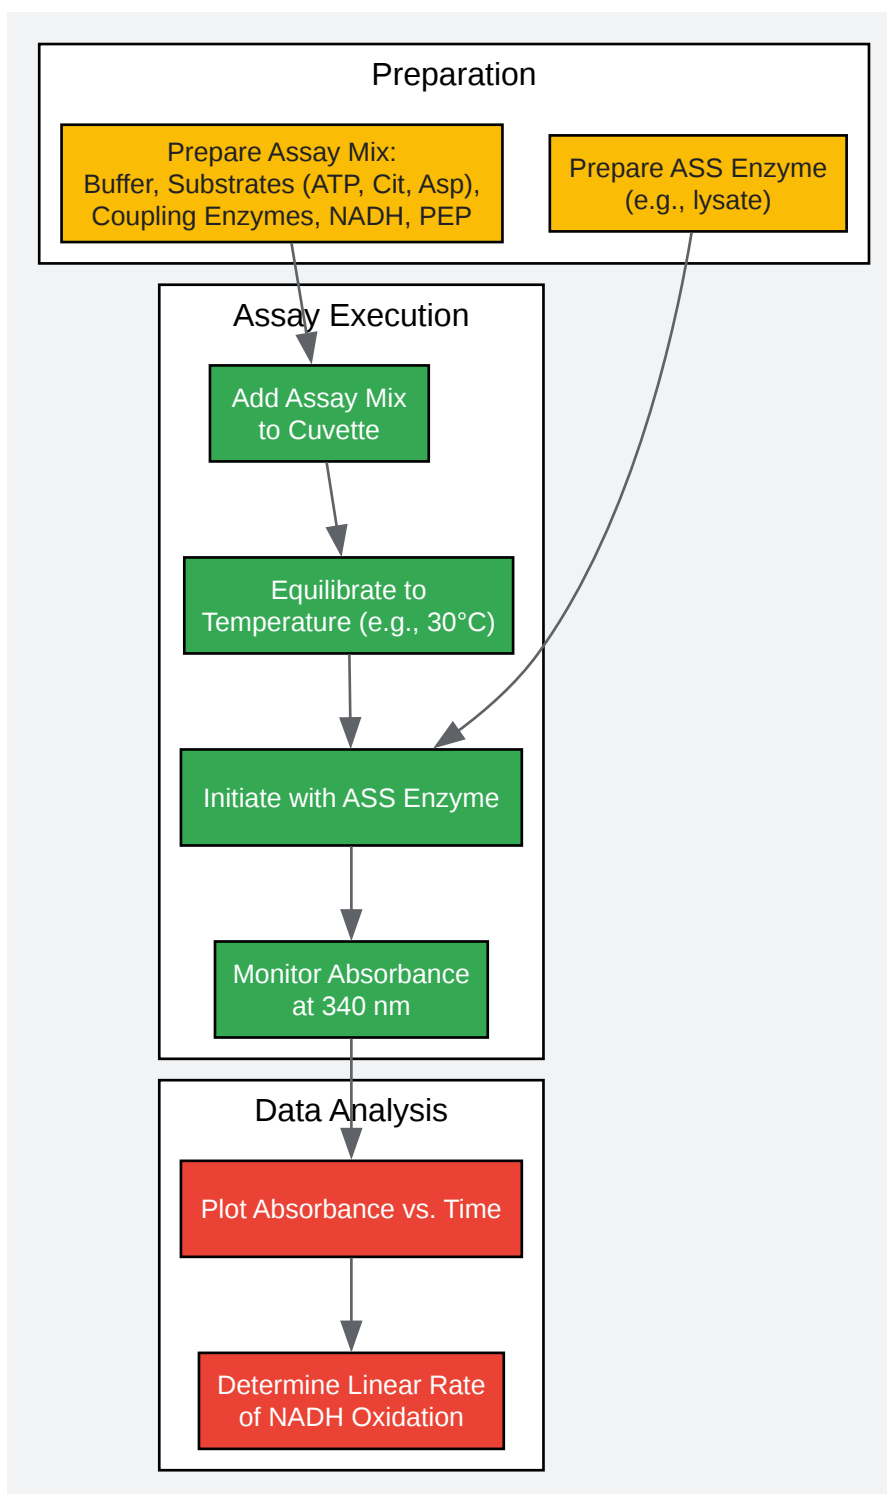 Preparation
Prepare Assay Mix:
Buffer, Substrates (ATP, Cit, Asp),
Coupling Enzymes, NADH, PEP
Prepare ASS Enzyme
(e.g., lysate)
Assay Execution
Add Assay Mix
to Cuvette
Equilibrate to
Temperature (e.g., 30°C)
Initiate with ASS Enzyme
Monitor Absorbance
at 340 nm
Data Analysis
Plot Absorbance vs. Time
Determine Linear Rate
of NADH Oxidation